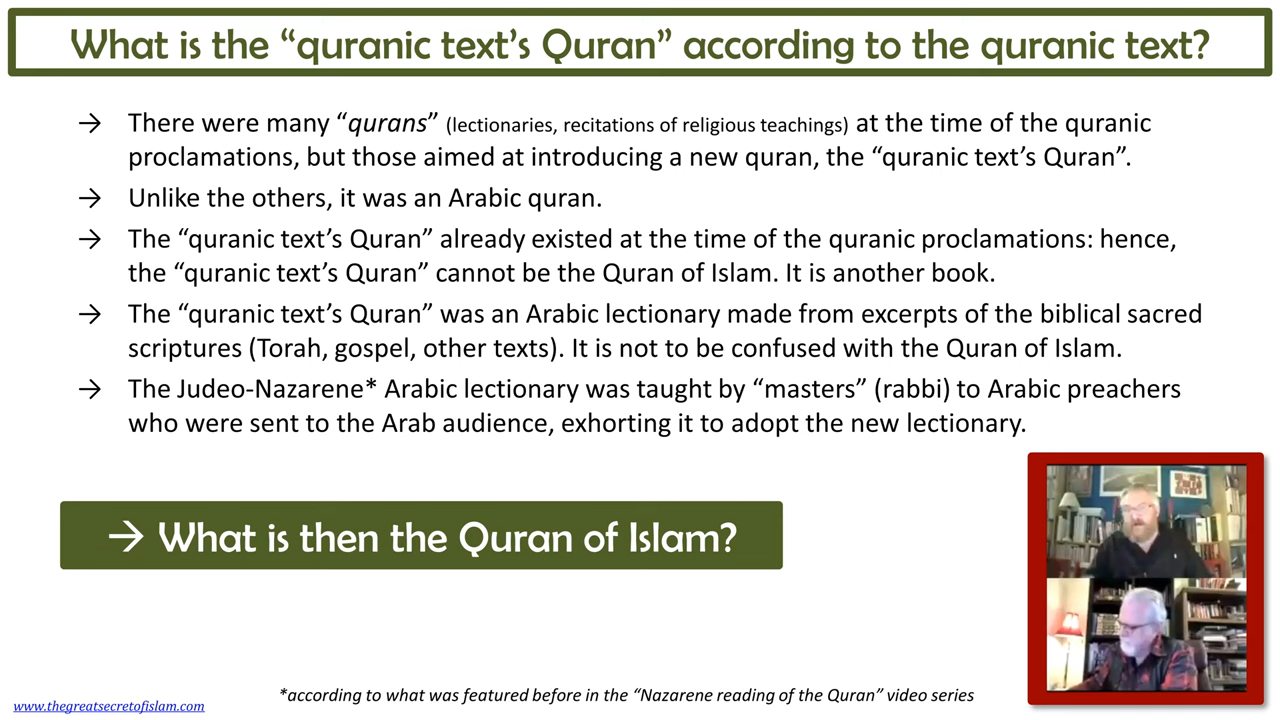 What is the “quranic text’s Quran” according to the quranic text?
→ There were many “qurans” (lectionaries, recitations of religious teachings) at the time of the quranic
proclamations, but those aimed at introducing a new quran, the “quranic text’s Quran”.
→ Unlike the others, it was an Arabic quran.
→ The “quranic text’s Quran” already existed at the time of the quranic proclamations: hence,
the “quranic text’s Quran” cannot be the Quran of Islam. It is another book.
→ The “quranic text’s Quran” was an Arabic lectionary made from excerpts of the biblical sacred
scriptures (Torah, gospel, other texts). It is not to be confused with the Quran of Islam.
→ The Judeo-Nazarene* Arabic lectionary was taught by “masters” (rabbi) to Arabic preachers
who were sent to the Arab audience, exhorting it to adopt the new lectionary.
→ What is then the Quran of Islam?
*according to what was featured before in the “Nazarene reading of the Quran” video series
www.thegreatsecretofislam.com